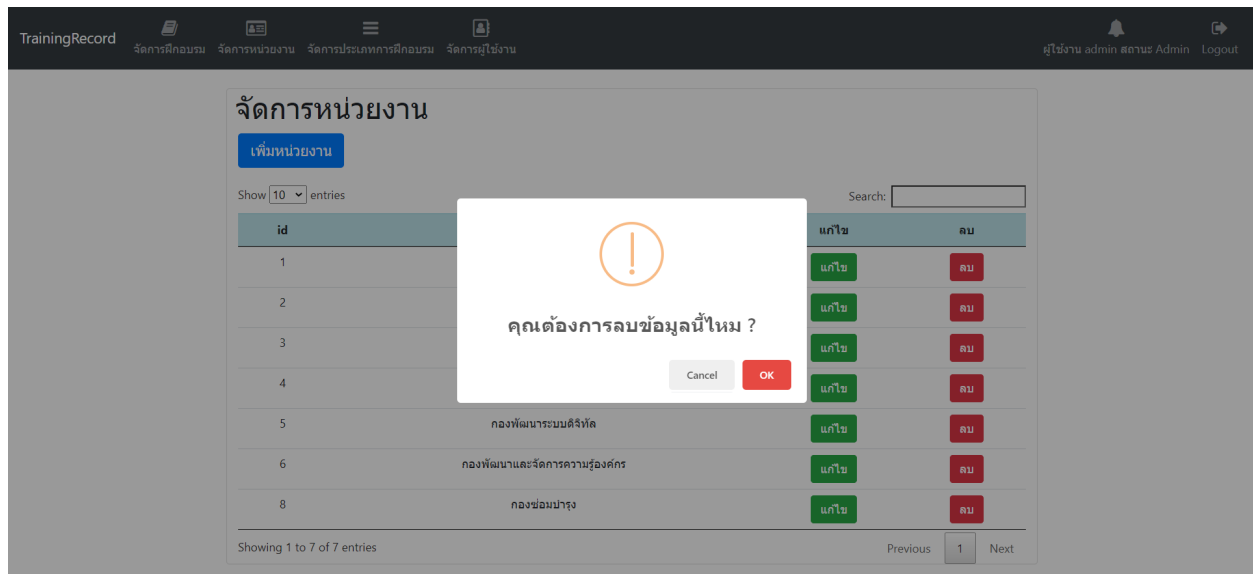 TrainingRecord จัดการฝึกอบรม จัดการหน่วยงาน จัดการประเภทการฝึกอบรม จัดการผู้ใช้งาน ผู้ใช้งาน admin สถานะ Admin Logout
จัดการหน่วยงาน
เพิ่มหน่วยงาน
Show 10 entries Search:
id แก้ไข ลบ
1 แก้ไข ลบ
2 แก้ไข ลบ
3 แก้ไข ลบ
4 แก้ไข ลบ
คุณต้องการลบข้อมูลนี้ไหม ?
Cancel OK
5 กองพัฒนาระบบดิจิทัล แก้ไข ลบ
6 กองพัฒนาและจัดการความรู้องค์กร แก้ไข ลบ
8 กองซ่อมบำรุง แก้ไข ลบ
Showing 1 to 7 of 7 entries Previous 1 Next